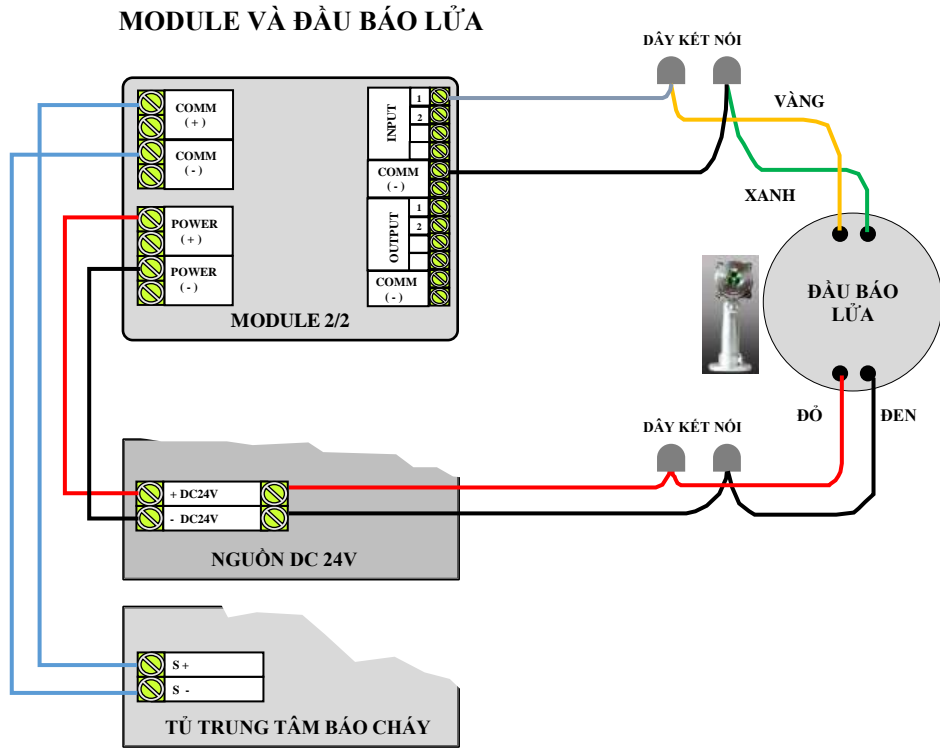 MODULE VÀ ĐẦU BÁO LỬA
DÂY KÉT NỐI
VÀNG
XANH
COMM
( + )
COMM
( - )
POWER
( + )
POWER
( - )
INPUT
1
2
COMM
( - )
OUTPUT
1
2
COMM
( - )
MODULE 2/2
ĐẦU BÁO
LỬA
ĐỎ
ĐEN
DÂY KÉT NỐI
+ DC24V
- DC24V
NGUỒN DC 24V
S +
S -
TỦ TRUNG TÂM BÁO CHÁY